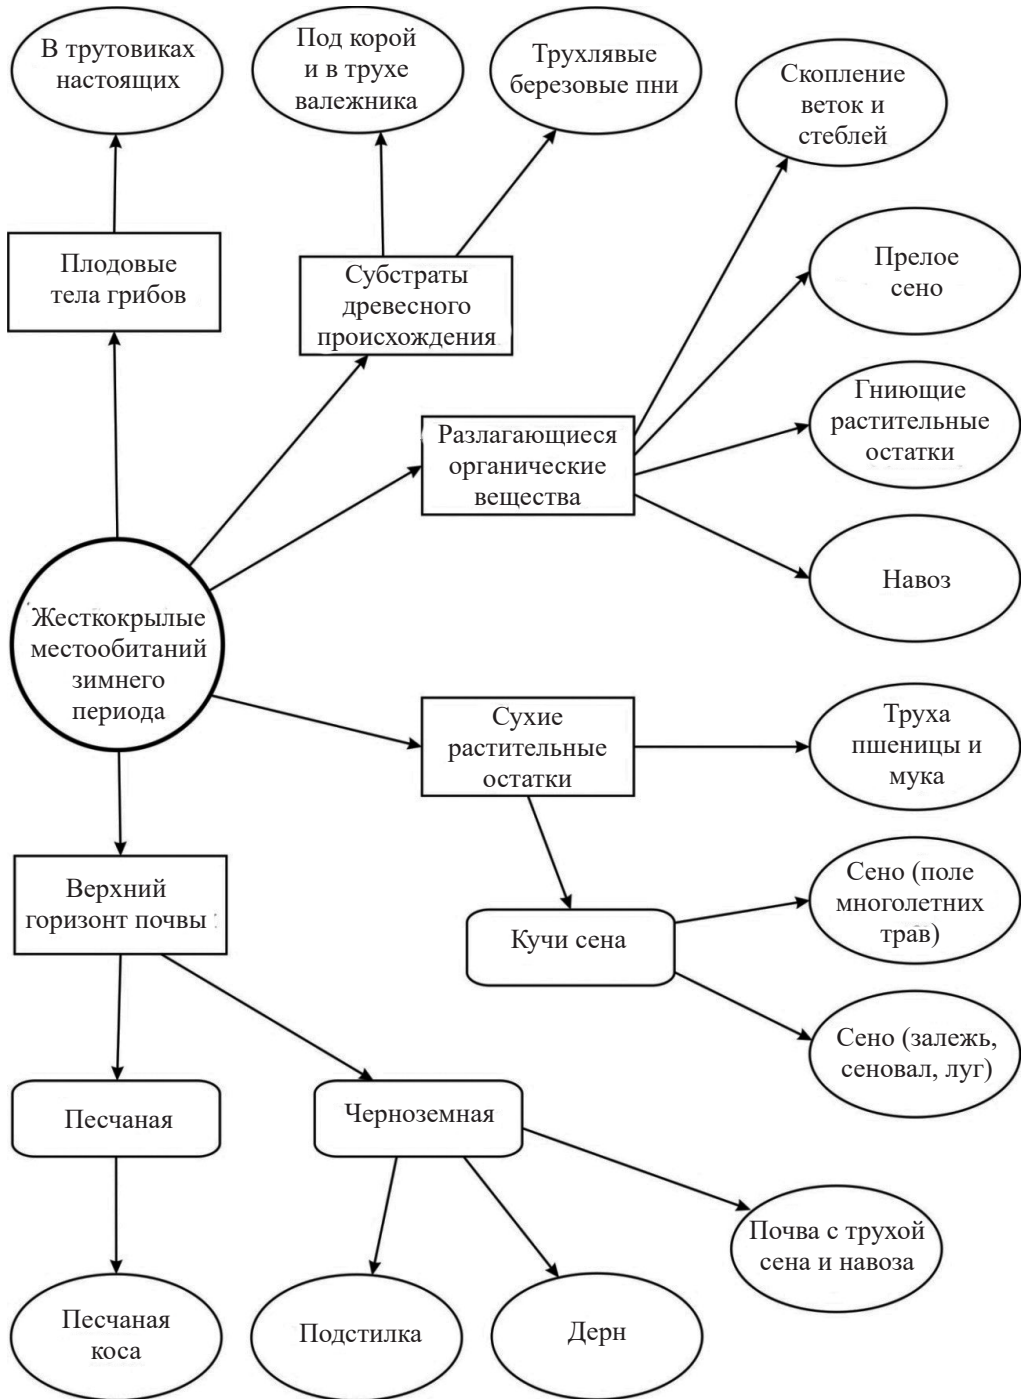 В трутовиках
настоящих
Под корой
и в трухе
валежника
Трухлявые
березовые пни
Скопление
веток и
стеблей
Плодовые
тела грибов
Субстраты
древесного
происхождения
Прелое
сено
Разлагающиеся
органические
вещества
Гниющие
растительные
остатки
Навоз
Жесткокрылые
местообитаний
зимнего
периода
Сухие
растительные
остатки
Труха
пшеницы и
мука
Верхний
горизонт почвы
Кучи сена
Сено (поле
многолетних
трав)
Сено (залежь,
сеновал, луг)
Песчаная
Черноземная
Почва с трухой
сена и навоза
Песчаная
коса
Подстилка
Дерн